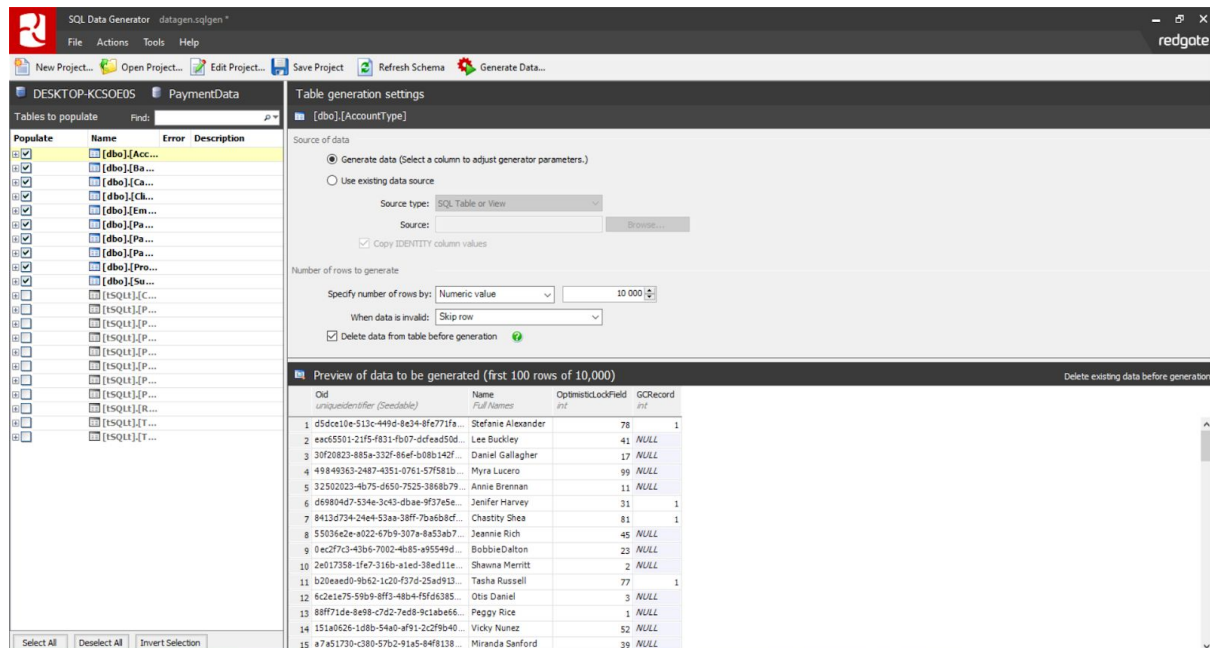 SQL Data Generator datagen.sqlgen *
File Actions Tools Help
redgate
New Project... Open Project... Edit Project... Save Project Refresh Schema Generate Data...
DESKTOP-KCSOE0S PaymentData
Tables to populate Find:
Populate Name Error Description
[dbo].[Acc...
[dbo].[Ba...
[dbo].[Ca...
[dbo].[Cli...
[dbo].[Em...
[dbo].[Pa...
[dbo].[Pa...
[dbo].[Pa...
[dbo].[Pro...
[dbo].[Su...
[tSQLt].[C...
[tSQLt].[P...
[tSQLt].[P...
[tSQLt].[P...
[tSQLt].[P...
[tSQLt].[P...
[tSQLt].[P...
[tSQLt].[P...
[tSQLt].[R...
[tSQLt].[T...
[tSQLt].[T...
Select All Deselect All Invert Selection
Table generation settings
[dbo].[AccountType]
Source of data
Generate data (Select a column to adjust generator parameters.)
Use existing data source
Source type: SQL Table or View
Source: Browse...
Copy IDENTITY column values
Number of rows to generate
Specify number of rows by: Numeric value 10 000
When data is invalid: Skip row
Delete data from table before generation
Preview of data to be generated (first 100 rows of 10,000) Delete existing data before generation
Oid Name OptimisticLockField GCRecord
uniqueidentifier (Seedable) Full Names int int
1 d5dce10e-513c-449d-8e34-8fe771fa... Stefanie Alexander 78 1
2 eac65501-21f5-f831-fb07-dcfead50d... Lee Buckley 41 NULL
3 30f20823-885a-332f-86ef-b08b142f... Daniel Gallagher 17 NULL
4 49849363-2487-4351-0761-57f581b... Myra Lucero 99 NULL
5 32502023-4b75-d650-7525-3868b79... Annie Brennan 11 NULL
6 d69804d7-534e-3c43-dbae-9f37e5e... Jenifer Harvey 31 1
7 8413d734-24e4-53aa-38ff-7ba6b8cf... Chastity Shea 81 1
8 55036e2e-a022-67b9-307a-8a53ab7... Jeannie Rich 45 NULL
9 0ec2f7c3-43b6-7002-4b85-a95549d... BobbieDalton 23 NULL
10 2e017358-1fe7-316b-a1ed-38ed11e... Shawna Merritt 2 NULL
11 b20eaed0-9b62-1c20-f37d-25ad913... Tasha Russell 77 1
12 6c2e1e75-59b9-8ff3-48b4-f5fd6385... Otis Daniel 3 NULL
13 88ff71de-8e98-c7d2-7ed8-9c1abe66... Peggy Rice 1 NULL
14 151a0626-1d8b-54a0-af91-2c2f9b40... Vicky Nunez 52 NULL
15 a7a51730-c380-57b2-91a5-84f8138... Miranda Sanford 39 NULL